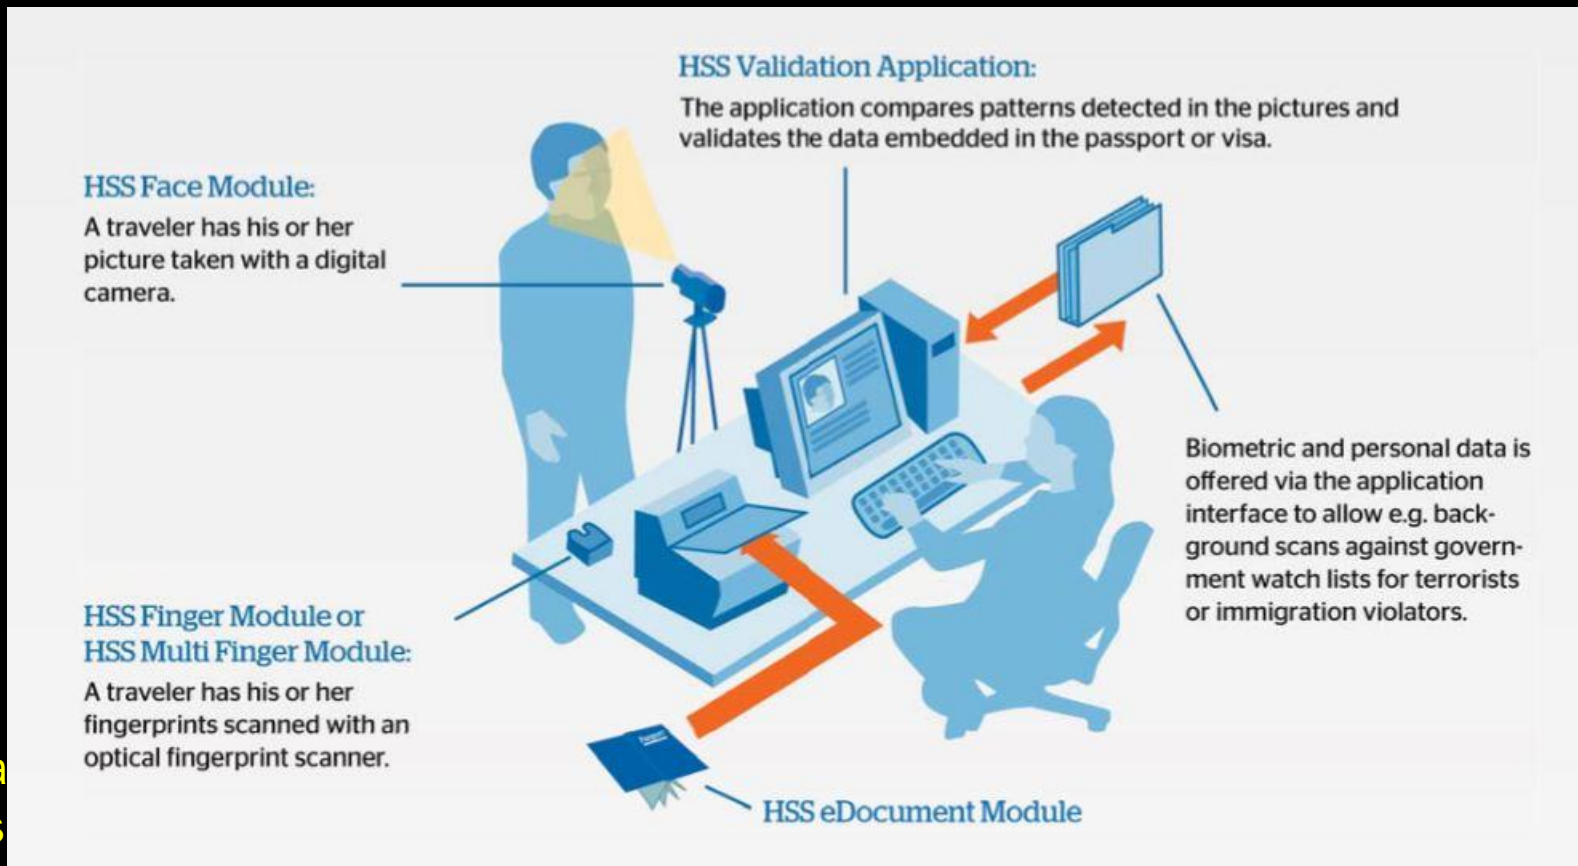 HSS Validation Application:
The application compares patterns detected in the pictures and
validates the data embedded in the passport or visa.
HSS Face Module:
A traveler has his or her
picture taken with a digital
camera.
Biometric and personal data is
offered via the application
interface to allow e.g. back-
ground scans against govern-
ment watch lists for terrorists
or immigration violators.
HSS Finger Module or
HSS Multi Finger Module:
A traveler has his or her
fingerprints scanned with an
optical fingerprint scanner.
Passport
HSS eDocument Module